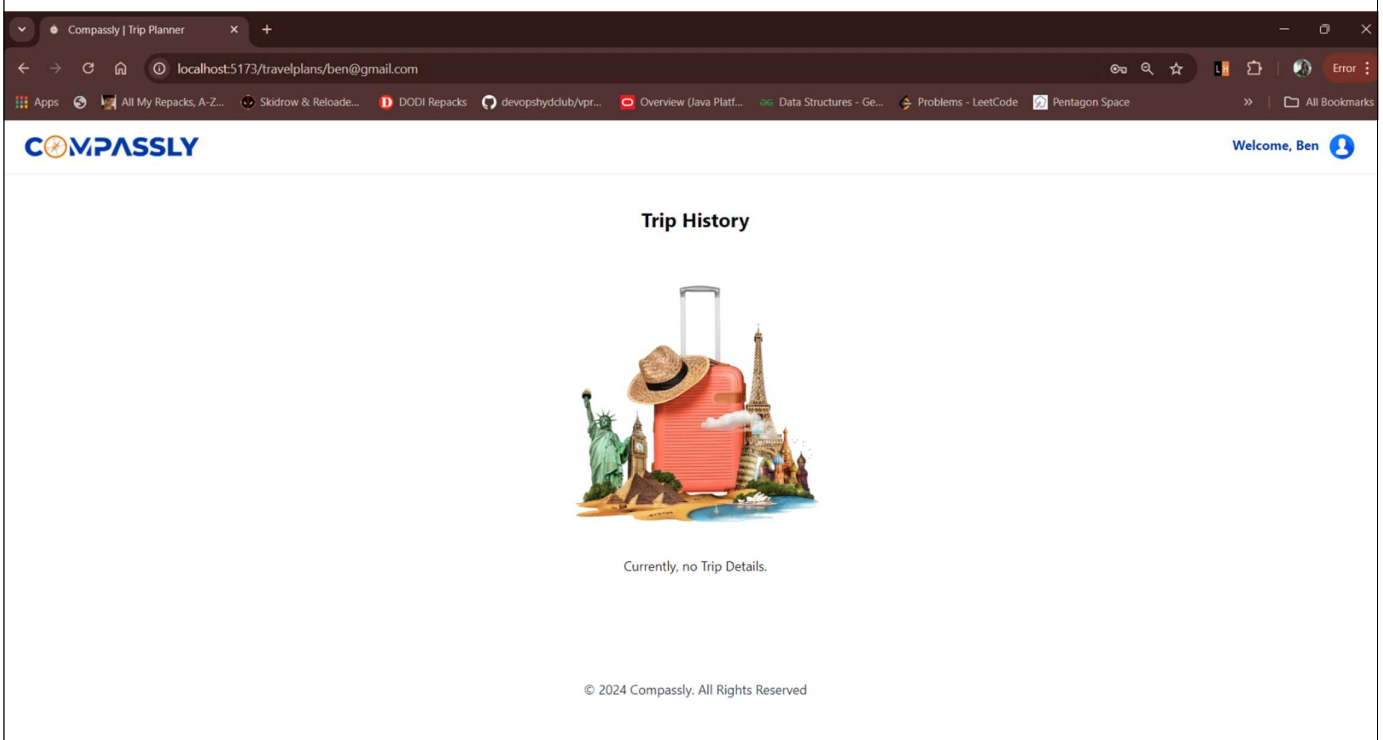 Compassly | Trip Planner
localhost:5173/travelplans/ben@gmail.com
Error
Apps All My Repacks, A-Z... Skidrow & Reloade... DODI Repacks devopshydclub/vpr... Overview (Java Platf... Data Structures - Ge... Problems - LeetCode Pentagon Space » All Bookmarks
COMPASSLY
Welcome, Ben
Trip History
Currently, no Trip Details.
© 2024 Compassly. All Rights Reserved